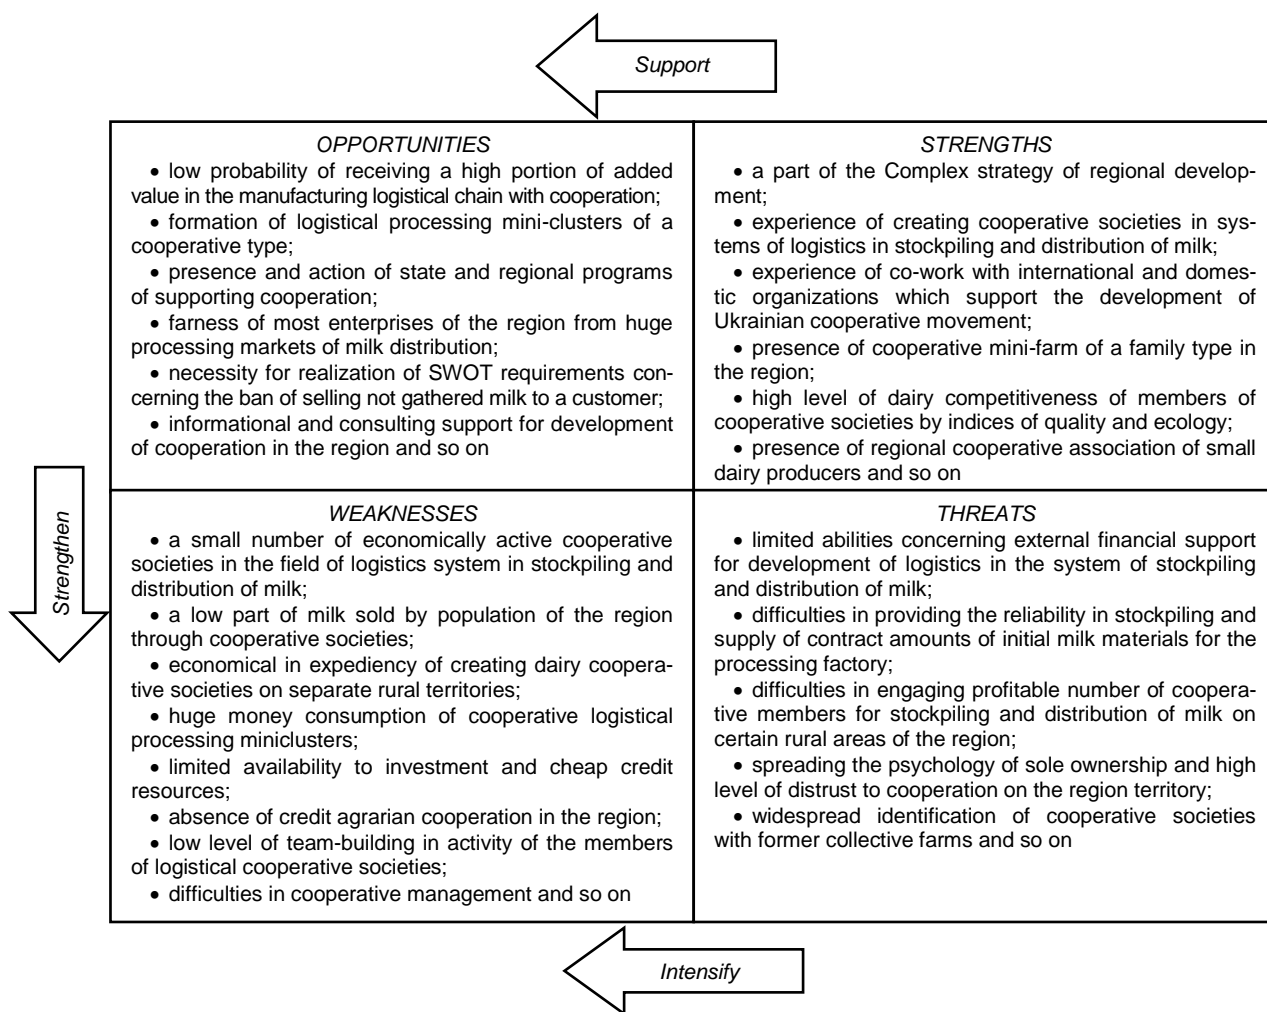 Support
OPPORTUNITIES
• low probability of receiving a high portion of added
value in the manufacturing logistical chain with cooperation;
• formation of logistical processing mini-clusters of a
cooperative type;
• presence and action of state and regional programs
of supporting cooperation;
• farness of most enterprises of the region from huge
processing markets of milk distribution;
• necessity for realization of SWOT requirements con-
cerning the ban of selling not gathered milk to a customer;
• informational and consulting support for development
of cooperation in the region and so on
STRENGTHS
• a part of the Complex strategy of regional develop-
ment;
• experience of creating cooperative societies in sys-
tems of logistics in stockpiling and distribution of milk;
• experience of co-work with international and domes-
tic organizations which support the development of
Ukrainian cooperative movement;
• presence of cooperative mini-farm of a family type in
the region;
• high level of dairy competitiveness of members of
cooperative societies by indices of quality and ecology;
• presence of regional cooperative association of small
dairy producers and so on
Strengthen
WEAKNESSES
• a small number of economically active cooperative
societies in the field of logistics system in stockpiling and
distribution of milk;
• a low part of milk sold by population of the region
through cooperative societies;
• economical in expediency of creating dairy coopera-
tive societies on separate rural territories;
• huge money consumption of cooperative logistical
processing miniclusters;
• limited availability to investment and cheap credit
resources;
• absence of credit agrarian cooperation in the region;
• low level of team-building in activity of the members
of logistical cooperative societies;
• difficulties in cooperative management and so on
THREATS
• limited abilities concerning external financial support
for development of logistics in the system of stockpiling
and distribution of milk;
• difficulties in providing the reliability in stockpiling and
supply of contract amounts of initial milk materials for the
processing factory;
• difficulties in engaging profitable number of coopera-
tive members for stockpiling and distribution of milk on
certain rural areas of the region;
• spreading the psychology of sole ownership and high
level of distrust to cooperation on the region territory;
• widespread identification of cooperative societies
with former collective farms and so on
Intensify